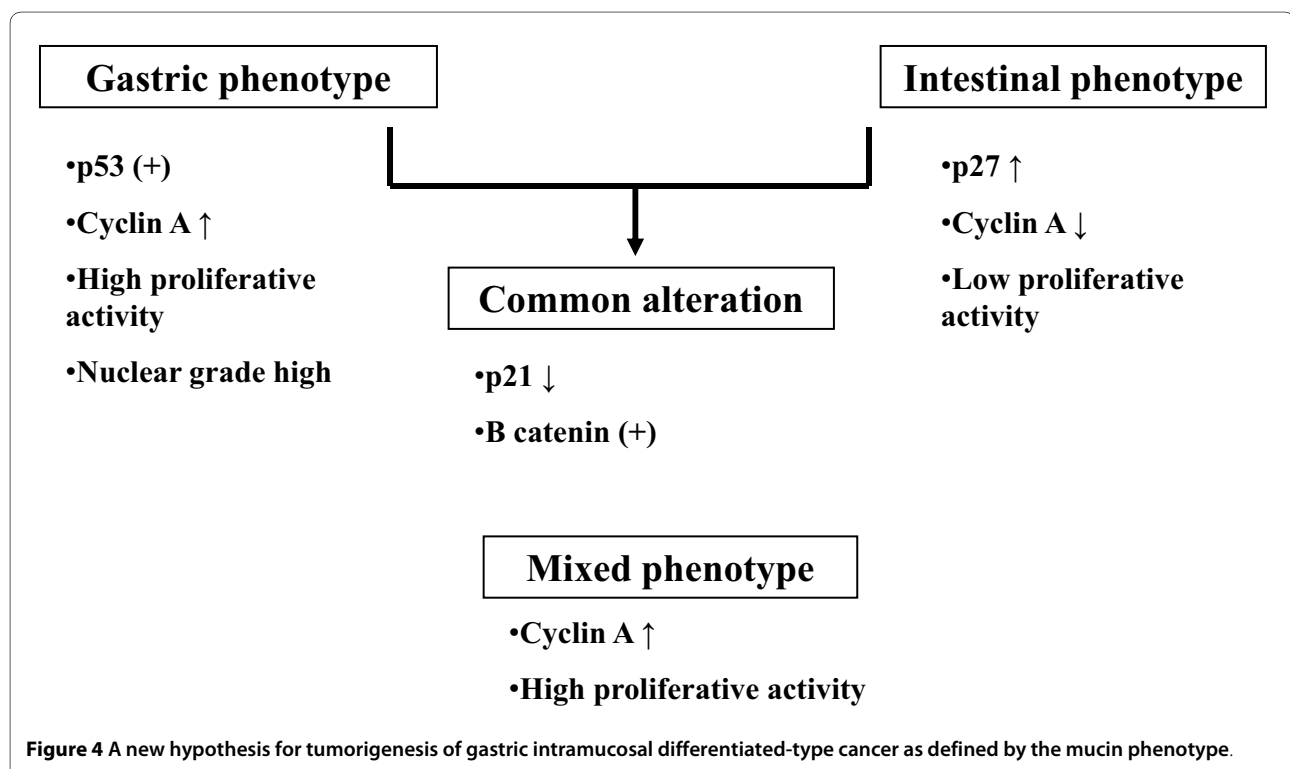 Gastric phenotype
•p53 (+)
•Cyclin A ↑
•High proliferative
activity
•Nuclear grade high
Intestinal phenotype
•p27 ↑
•Cyclin A ↓
•Low proliferative
activity
Common alteration
•p21 ↓
•B catenin (+)
Mixed phenotype
•Cyclin A ↑
•High proliferative activity
Figure 4 A new hypothesis for tumorigenesis of gastric intramucosal differentiated-type cancer as defined by the mucin phenotype.